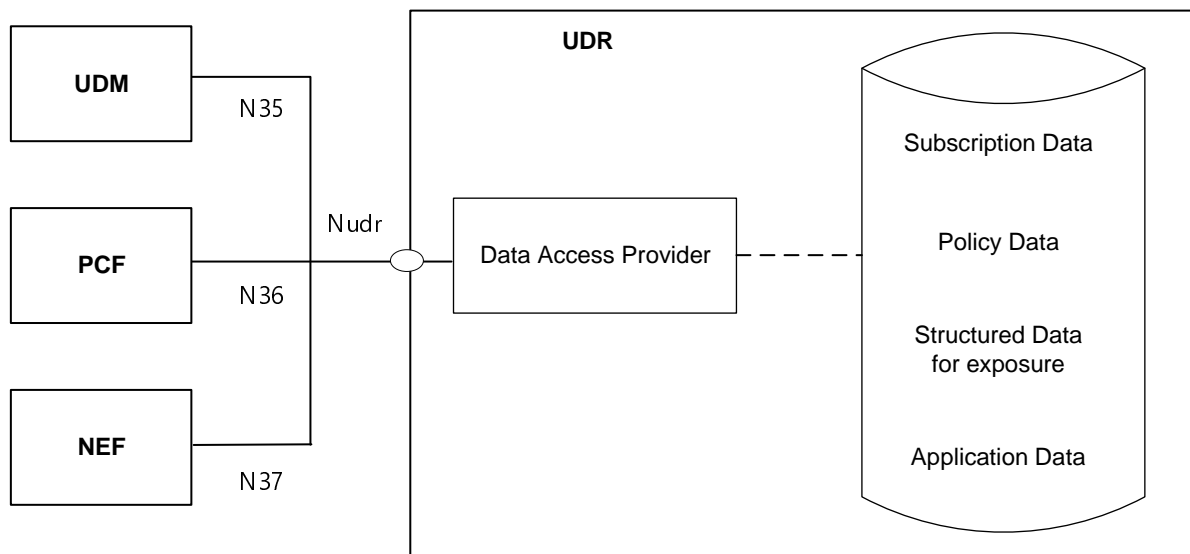 UDR
UDM
N35
PCF
N36
NEF
N37
Nudr
Data Access Provider
Subscription Data
Policy Data
Structured Data
for exposure
Application Data